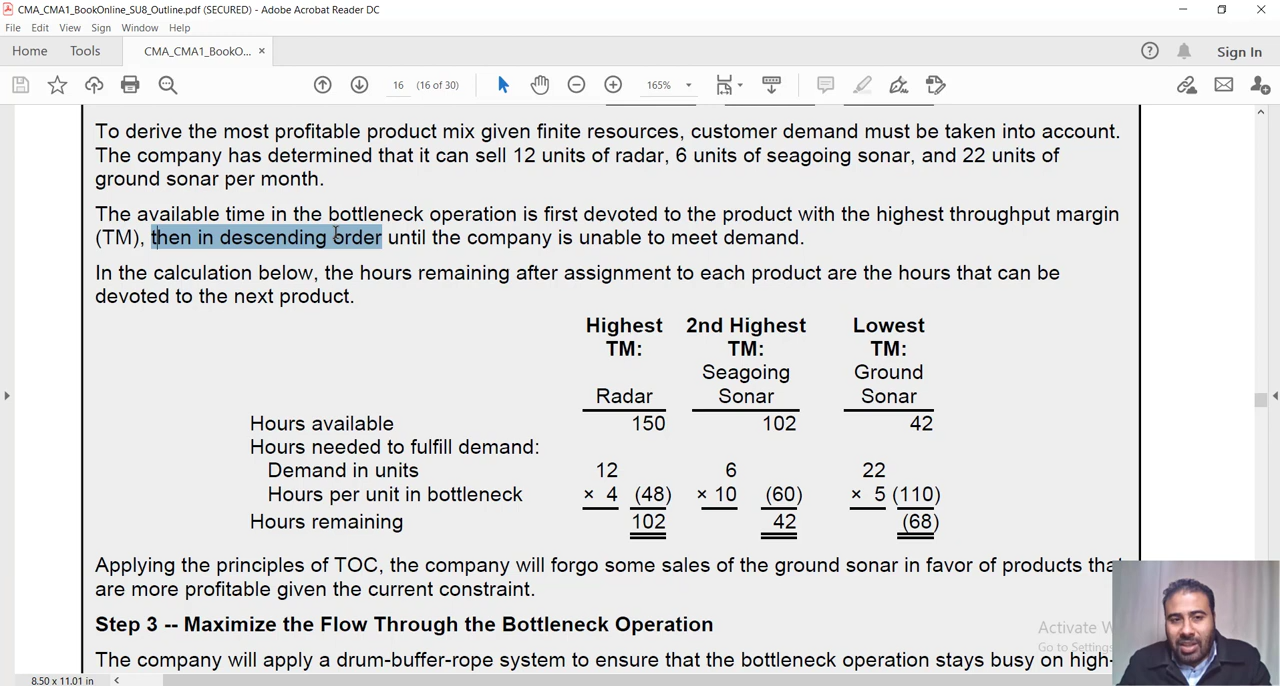 CMA_CMA1_BookOnline_SU8_Outline.pdf (SECURED) - Adobe Acrobat Reader DC
File Edit View Sign Window Help
Home Tools CMA_CMA1_BookO... × Sign In
16 (16 of 30) 165%
To derive the most profitable product mix given finite resources, customer demand must be taken into account.
The company has determined that it can sell 12 units of radar, 6 units of seagoing sonar, and 22 units of
ground sonar per month.
The available time in the bottleneck operation is first devoted to the product with the highest throughput margin
(TM), then in descending order until the company is unable to meet demand.
In the calculation below, the hours remaining after assignment to each product are the hours that can be
devoted to the next product.
Highest 2nd Highest Lowest
TM: TM: TM:
Seagoing Ground
Radar Sonar Sonar
Hours available 150 102 42
Hours needed to fulfill demand:
Demand in units 12 6 22
Hours per unit in bottleneck × 4 (48) × 10 (60) × 5 (110)
Hours remaining 102 42 (68)
Applying the principles of TOC, the company will forgo some sales of the ground sonar in favor of products that
are more profitable given the current constraint.
Activate W
Step 3 -- Maximize the Flow Through the Bottleneck Operation
Go to Settings
The company will apply a drum-buffer-rope system to ensure that the bottleneck operation stays busy on high-
8.50 x 11.01 in